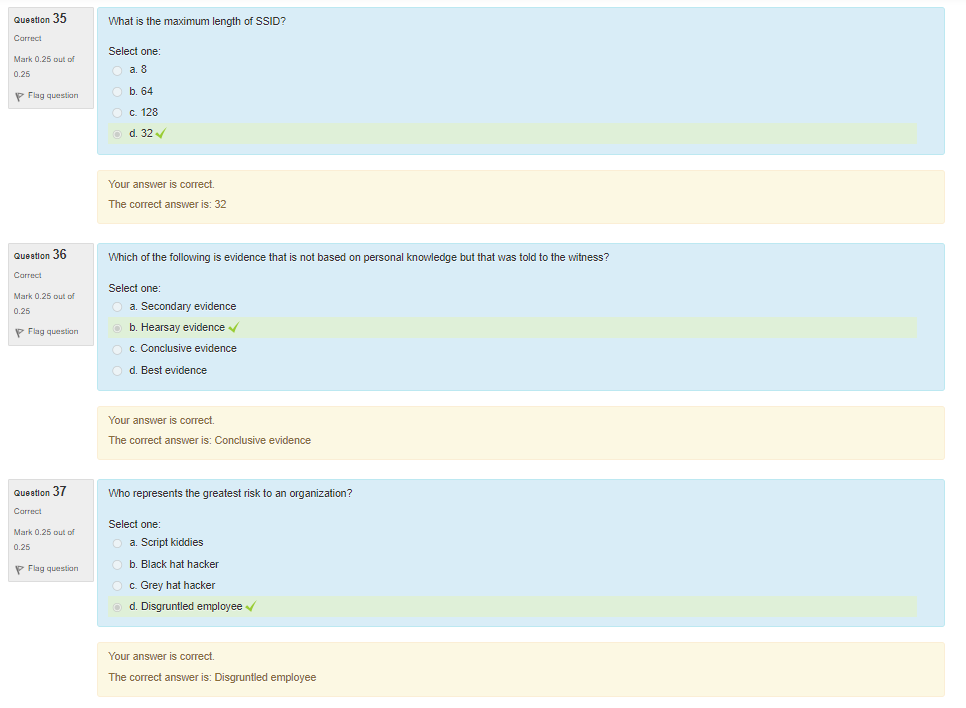 Question 35
Correct
Mark 0.25 out of
0.25
Flag question
What is the maximum length of SSID?
Select one:
a. 8
b. 64
c. 128
d. 32
Your answer is correct.
The correct answer is: 32
Question 36
Correct
Mark 0.25 out of
0.25
Flag question
Which of the following is evidence that is not based on personal knowledge but that was told to the witness?
Select one:
a. Secondary evidence
b. Hearsay evidence
c. Conclusive evidence
d. Best evidence
Your answer is correct.
The correct answer is: Conclusive evidence
Question 37
Correct
Mark 0.25 out of
0.25
Flag question
Who represents the greatest risk to an organization?
Select one:
a. Script kiddies
b. Black hat hacker
c. Grey hat hacker
d. Disgruntled employee
Your answer is correct.
The correct answer is: Disgruntled employee